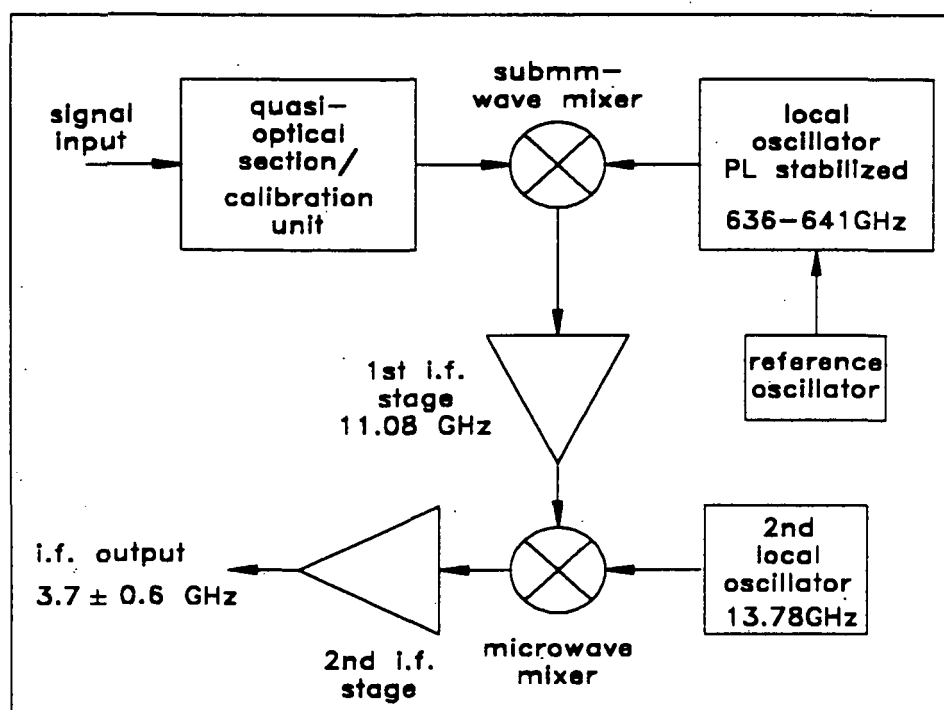 signal
input
quasi-
optical
section/
calibration
unit
submm-
wave mixer
local
oscillator
PL stabilized
636-641GHz
reference
oscillator
1st i.f.
stage
11.08 GHz
i.f. output
3.7 ± 0.6 GHz
2nd i.f.
stage
microwave
mixer
2nd
local
oscillator
13.78GHz